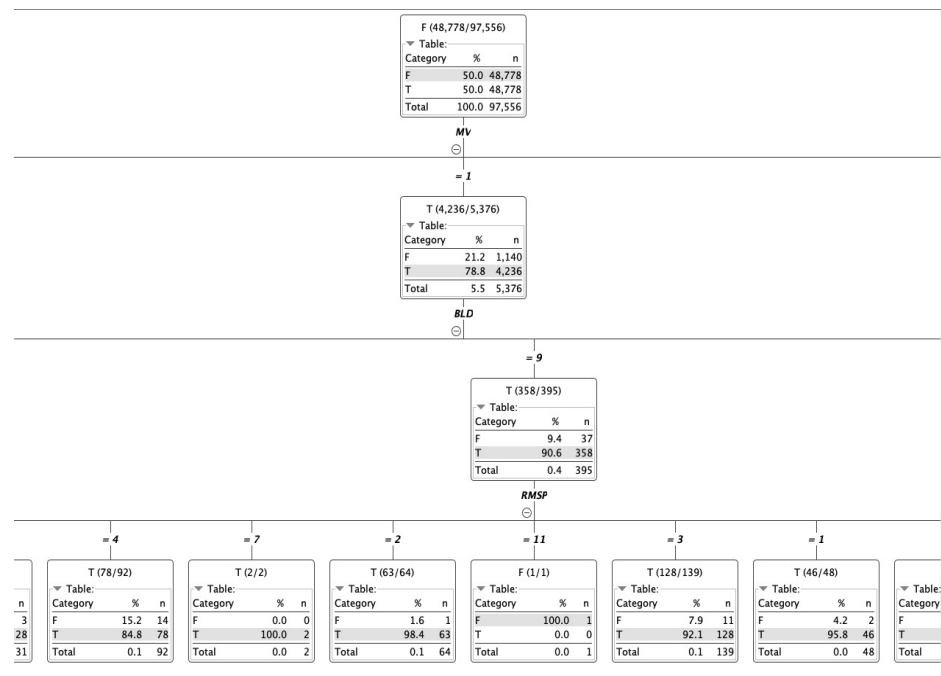 F (48,778/97,556)
Table:
Category % n
F 50.0 48,778
T 50.0 48,778
Total 100.0 97,556
MV
= 1
T (4,236/5,376)
Table:
Category % n
F 21.2 1,140
T 78.8 4,236
Total 5.5 5,376
BLD
= 9
T (358/395)
Table:
Category % n
F 9.4 37
T 90.6 358
Total 0.4 395
RMSP
n
3
28
31
= 4
T (78/92)
Table:
Category % n
F 15.2 14
T 84.8 78
Total 0.1 92
= 7
T (2/2)
Table:
Category % n
F 0.0 0
T 100.0 2
Total 0.0 2
= 2
T (63/64)
Table:
Category % n
F 1.6 1
T 98.4 63
Total 0.1 64
= 11
F (1/1)
Table:
Category % n
F 100.0 1
T 0.0 0
Total 0.0 1
= 3
T (128/139)
Table:
Category % n
F 7.9 11
T 92.1 128
Total 0.1 139
= 1
T (46/48)
Table:
Category % n
F 4.2 2
T 95.8 46
Total 0.0 48
Table:
Category
F
T
Total